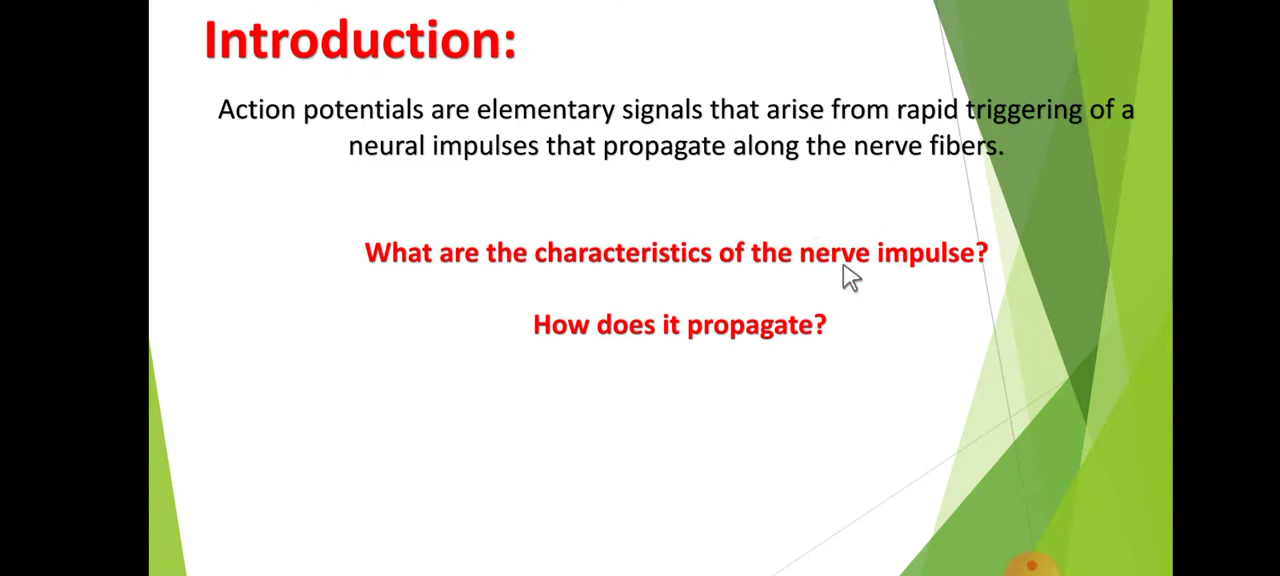 Introduction:
Action potentials are elementary signals that arise from rapid triggering of a
neural impulses that propagate along the nerve fibers.
What are the characteristics of the nerve impulse?
How does it propagate?